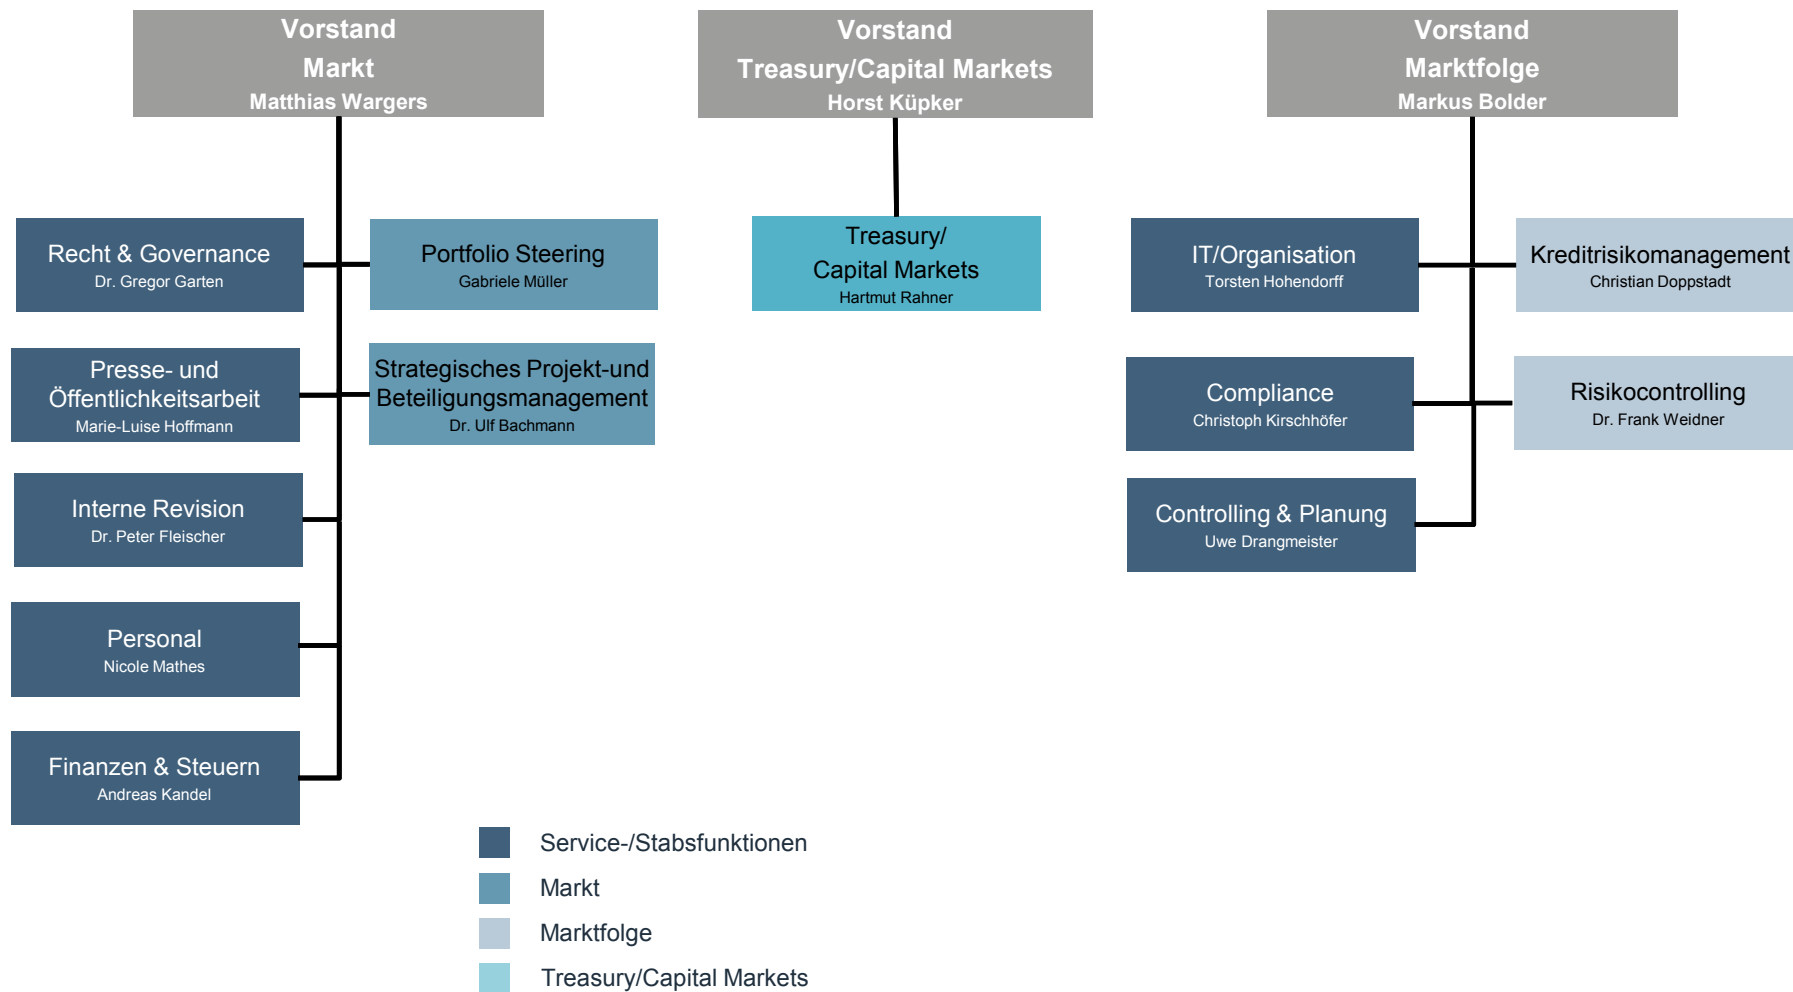 Vorstand
Markt
Matthias Wargers
Vorstand
Treasury/Capital Markets
Horst Küpker
Vorstand
Marktfolge
Markus Bolder
Recht & Governance
Dr. Gregor Garten
Portfolio Steering
Gabriele Müller
Treasury/
Capital Markets
Hartmut Rahner
IT/Organisation
Torsten Hohendorff
Kreditrisikomanagement
Christian Doppstadt
Presse- und
Öffentlichkeitsarbeit
Marie-Luise Hoffmann
Strategisches Projekt-und
Beteiligungsmanagement
Dr. Ulf Bachmann
Compliance
Christoph Kirschhöfer
Risikocontrolling
Dr. Frank Weidner
Interne Revision
Dr. Peter Fleischer
Controlling & Planung
Uwe Drangmeister
Personal
Nicole Mathes
Finanzen & Steuern
Andreas Kandel
Service-/Stabsfunktionen
Markt
Marktfolge
Treasury/Capital Markets